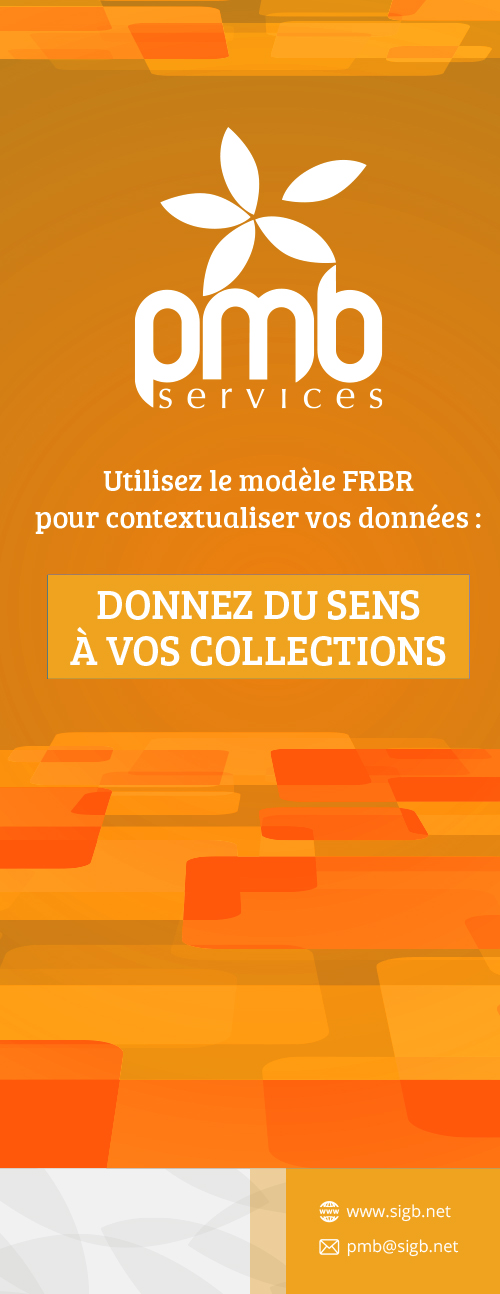 pmb
services
Utilisez le modèle FRBR
pour contextualiser vos données :
DONNEZ DU SENS
À VOS COLLECTIONS
www.sigb.net
pmb@sigb.net